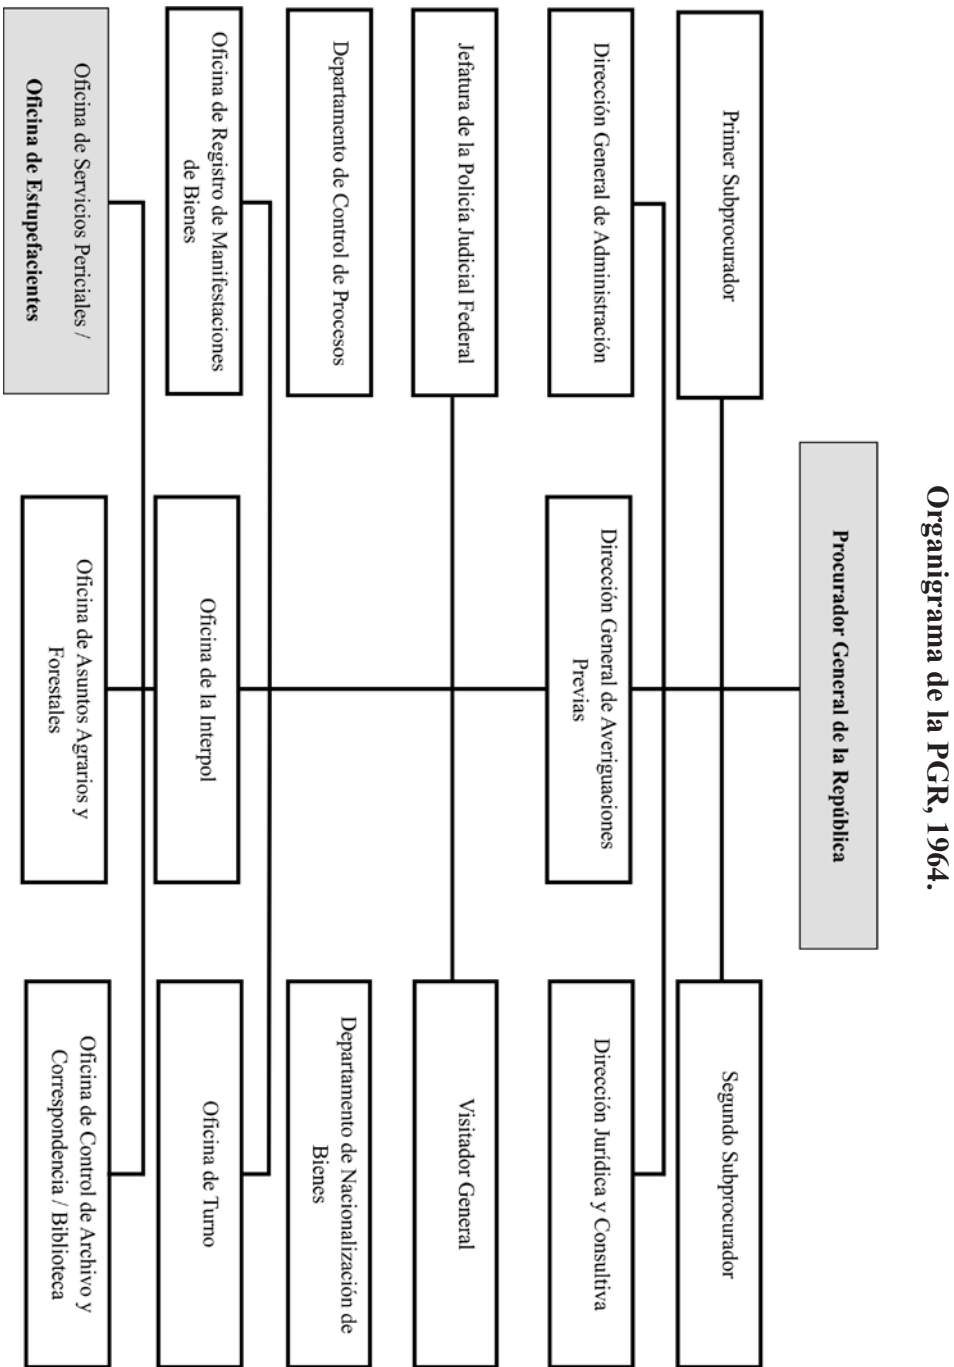 Organigrama de la PGR, 1964.
Procurador General de la República
Primer Subprocurador
Segundo Subprocurador
Dirección General de Administración
Dirección General de Averiguaciones
Previas
Dirección Jurídica y Consultiva
Jefatura de la Policía Judicial Federal
Visitador General
Departamento de Control de Procesos
Departamento de Nacionalización de
Bienes
Oficina de Registro de Manifestaciones
de Bienes
Oficina de la Interpol
Oficina de Turno
Oficina de Servicios Periciales /
Oficina de Estupefacientes
Oficina de Asuntos Agrarios y
Forestales
Oficina de Control de Archivo y
Correspondencia / Biblioteca